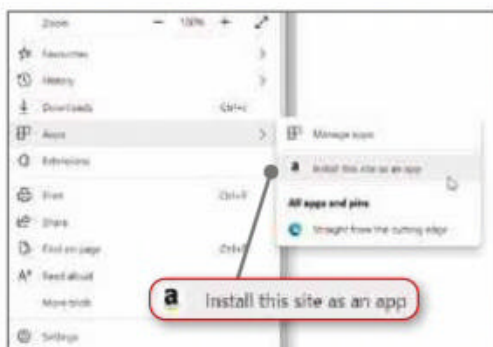 Zoom − 100% +
Favourites
History
Downloads Ctrl+J
Apps
Extensions
Print Ctrl+P
Share
Find on page
Read aloud
More tools
Settings
Manage apps
Install this site as an app
All apps and pins
Straight from the cutting edge
a Install this site as an app